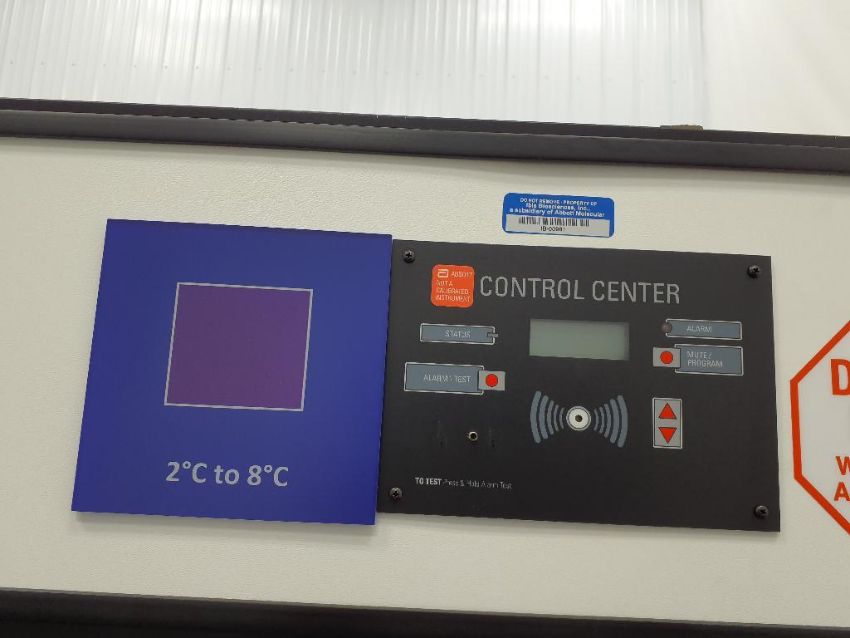 DO NOT REMOVE - PROPERTY OF
Ibis Biosciences, Inc.,
a subsidiary of Abbott Molecular
2°C to 8°C
NOT A
CALIBRATED
INSTRUMENT
CONTROL CENTER
STATUS
ALARM
MUTE /
PROGRAM
ALARM / TEST
TO TEST Press & Hold Alarm Test
D
W
A